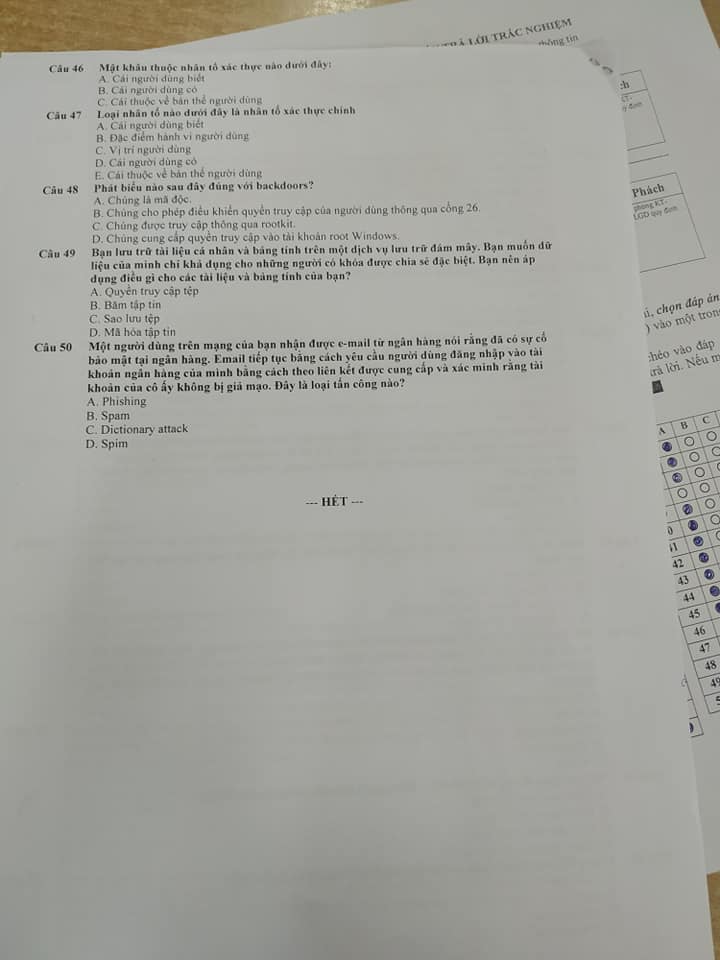 TRẢ LỜI TRẮC NGHIỆM
thông tin
Câu 46 Mật khẩu thuộc nhân tố xác thực nào dưới đây:
A. Cái người dùng biết
B. Cái người dùng có
C. Cái thuộc về bản thể người dùng
Câu 47 Loại nhân tố nào dưới đây là nhân tố xác thực chính
A. Cái người dùng biết
B. Đặc điểm hành vi người dùng
C. Vị trí người dùng
D. Cái người dùng có
E. Cái thuộc về bản thể người dùng
Câu 48 Phát biểu nào sau đây đúng với backdoors?
A. Chúng là mã độc.
B. Chúng cho phép điều khiển quyền truy cập của người dùng thông qua cổng 26.
C. Chúng được truy cập thông qua rootkit.
D. Chúng cung cấp quyền truy cập vào tài khoản root Windows.
Câu 49 Bạn lưu trữ tài liệu cá nhân và bảng tính trên một dịch vụ lưu trữ đám mây. Bạn muốn dữ
liệu của mình chỉ khả dụng cho những người có khóa được chia sẻ đặc biệt. Bạn nên áp
dụng điều gì cho các tài liệu và bảng tính của bạn?
A. Quyền truy cập tệp
B. Băm tập tin
C. Sao lưu tệp
D. Mã hóa tập tin
Câu 50 Một người dùng trên mạng của bạn nhận được e-mail từ ngân hàng nói rằng đã có sự cố
bảo mật tại ngân hàng. Email tiếp tục bằng cách yêu cầu người dùng đăng nhập vào tài
khoản ngân hàng của mình bằng cách theo liên kết được cung cấp và xác minh rằng tài
khoản của cô ấy không bị giả mạo. Đây là loại tấn công nào?
A. Phishing
B. Spam
C. Dictionary attack
D. Spim
--- HẾT ---
Phách
phòng KT-
LGD quy định
chọn đáp án
) vào một tron
chéo vào đáp
trả lời. Nếu m
A B C
42
43
44
45
46
47
48